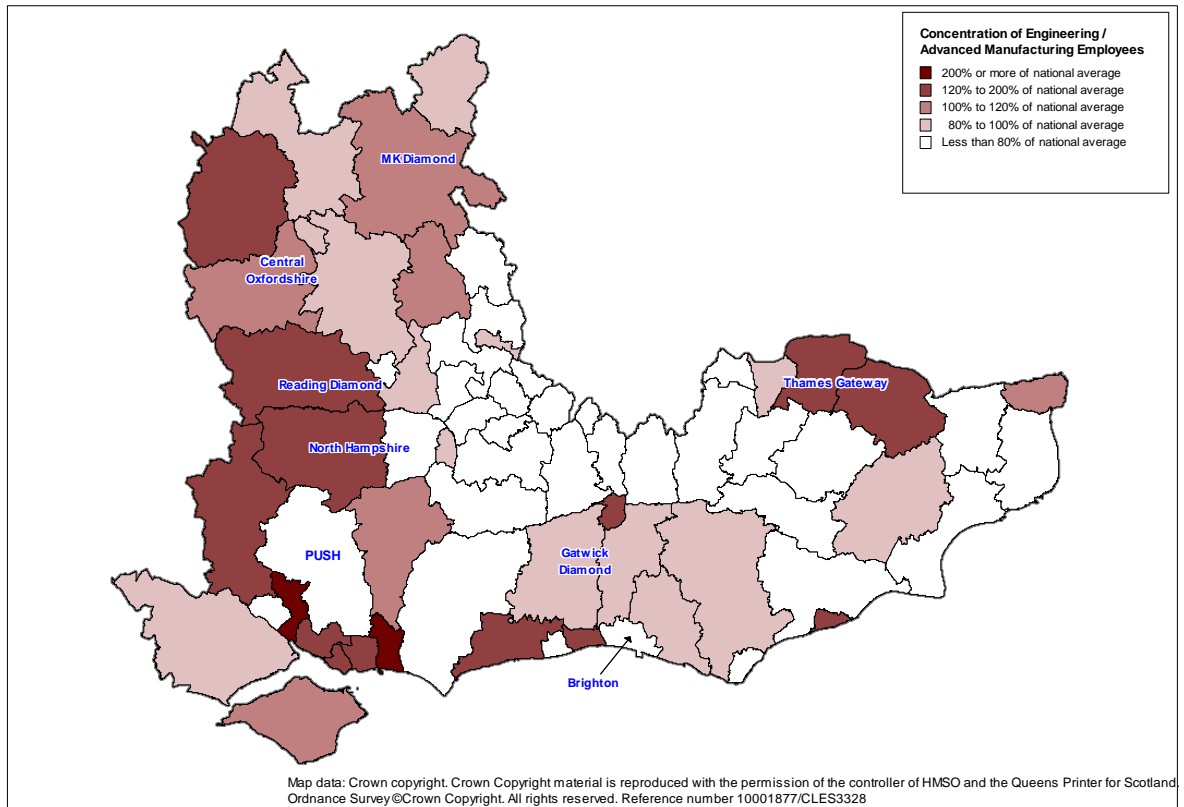 Concentration of Engineering /
Advanced Manufacturing Employees
200% or more of national average
120% to 200% of national average
100% to 120% of national average
80% to 100% of national average
Less than 80% of national average
MK Diamond
Central
Oxfordshire
Reading Diamond
Thames Gateway
North Hampshire
PUSH
Gatwick
Diamond
Brighton
Map data: Crown copyright. Crown Copyright material is reproduced with the permission of the controller of HMSO and the Queens Printer for Scotland.
Ordnance Survey ©Crown Copyright. All rights reserved. Reference number 10001877/CLES3328